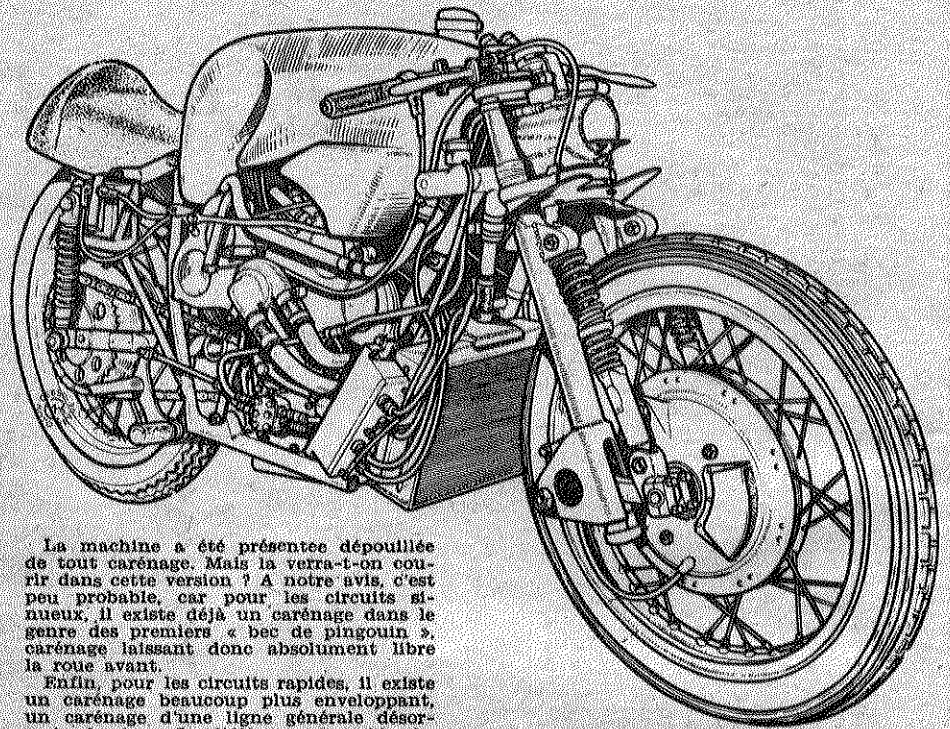 La machine a été présentee dépouillée
de tout carénage. Mais la verra-t-on cou-
rir dans cette version ? A notre avis, c'est
peu probable, car pour les circuits si-
nueux, il existe déjà un carénage dans le
genre des premiers « bec de pingouin »,
carénage laissant donc absolument libre
la roue avant.
Enfin, pour les circuits rapides, il existe
un carénage beaucoup plus enveloppant,
un carénage d'une ligne générale désor-